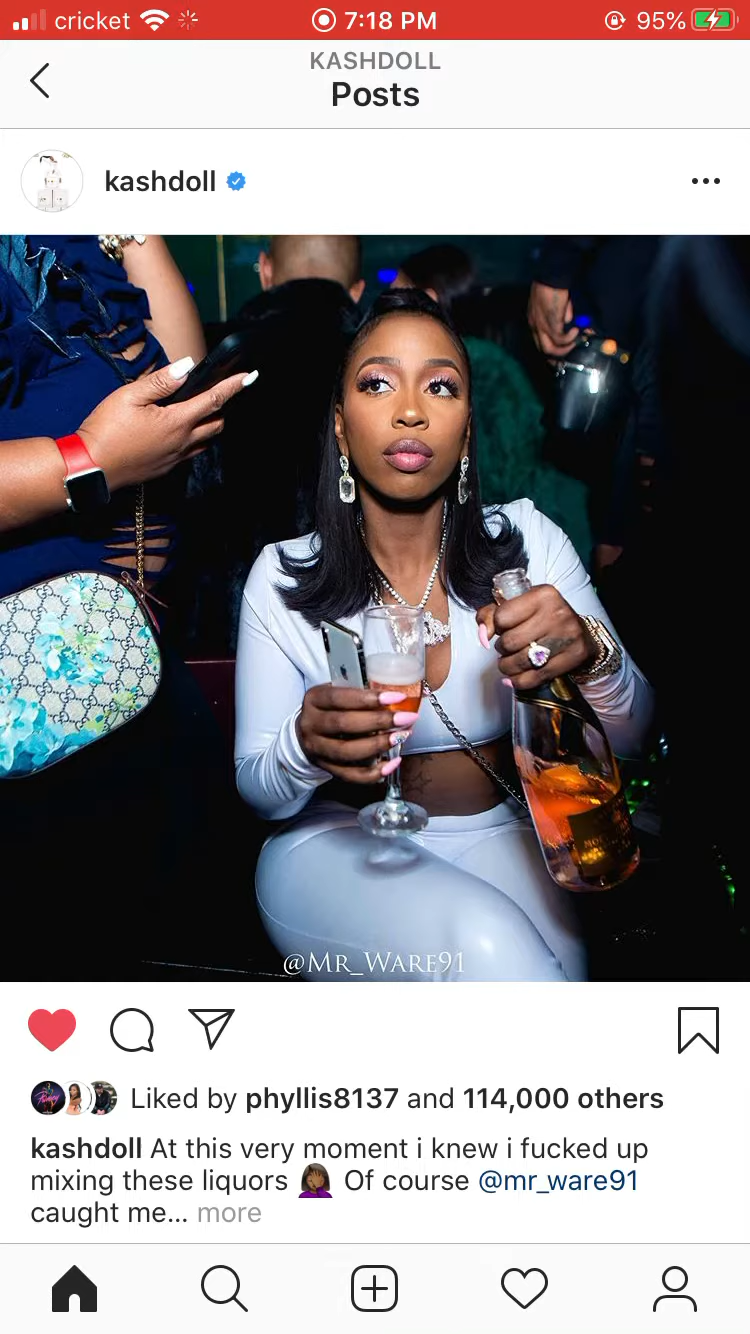 cricket 7:18 PM 95%
KASHDOLL
Posts
kashdoll
@MR_WARE91
Liked by phyllis8137 and 114,000 others
kashdoll At this very moment i knew i fucked up
mixing these liquors 🤦🏾‍♀️ Of course @mr_ware91
caught me... more